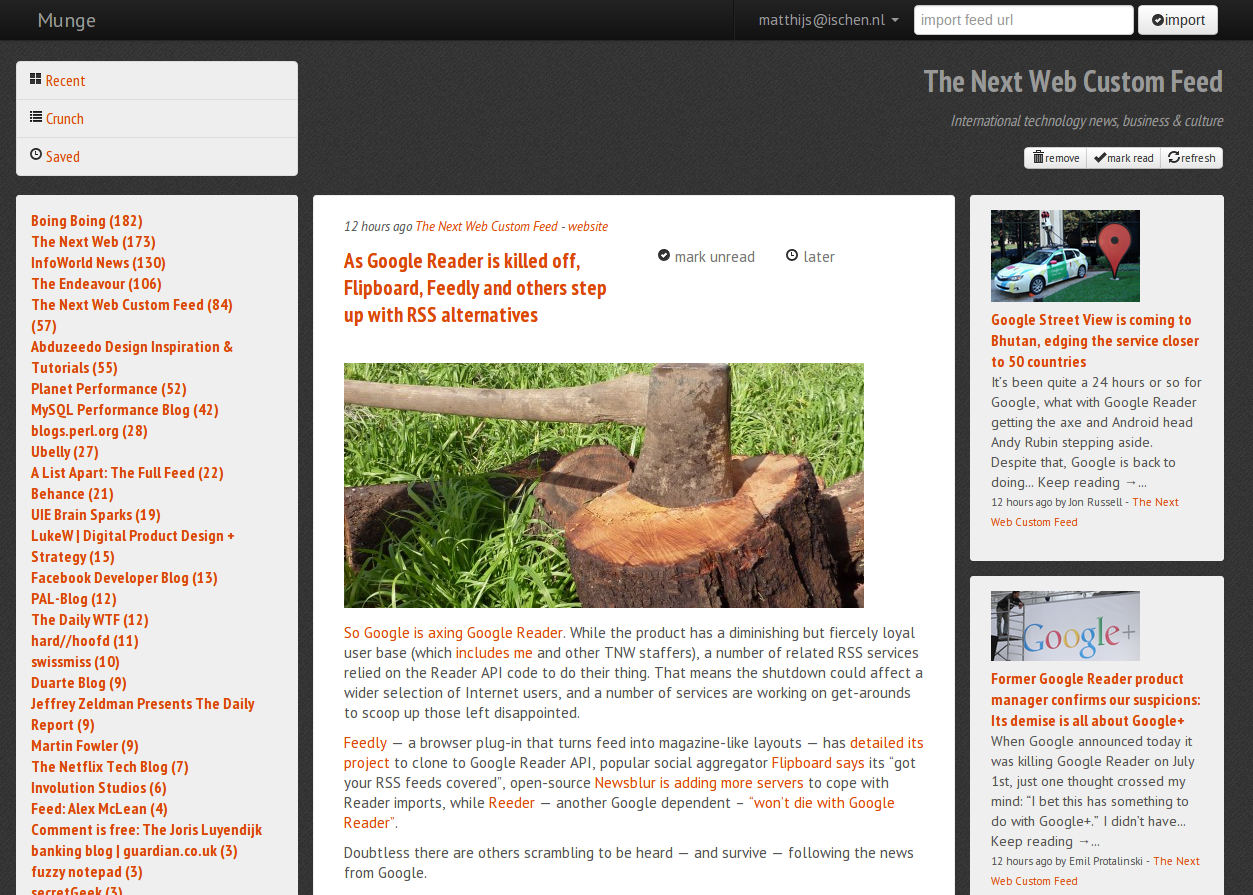 Munge
matthijs@ischen.nl
import feed url
import
Recent
Crunch
Saved
The Next Web Custom Feed
International technology news, business & culture
remove
mark read
refresh
Boing Boing (182)
The Next Web (173)
InfoWorld News (130)
The Endeavour (106)
The Next Web Custom Feed (84)
(57)
Abduzeedo Design Inspiration &
Tutorials (55)
Planet Performance (52)
MySQL Performance Blog (42)
blogs.perl.org (28)
Ubelly (27)
A List Apart: The Full Feed (22)
Behance (21)
UIE Brain Sparks (19)
LukeW | Digital Product Design +
Strategy (15)
Facebook Developer Blog (13)
PAL-Blog (12)
The Daily WTF (12)
hard//hoofd (11)
swissmiss (10)
Duarte Blog (9)
Jeffrey Zeldman Presents The Daily
Report (9)
Martin Fowler (9)
The Netflix Tech Blog (7)
Involution Studios (6)
Feed: Alex McLean (4)
Comment is free: The Joris Luyendijk
banking blog | guardian.co.uk (3)
fuzzy notepad (3)
secretGeek (3)
12 hours ago The Next Web Custom Feed - website
As Google Reader is killed off,
Flipboard, Feedly and others step
up with RSS alternatives
mark unread
later
So Google is axing Google Reader. While the product has a diminishing but fiercely loyal
user base (which includes me and other TNW staffers), a number of related RSS services
relied on the Reader API code to do their thing. That means the shutdown could affect a
wider selection of Internet users, and a number of services are working on get-arounds
to scoop up those left disappointed.
Feedly — a browser plug-in that turns feed into magazine-like layouts — has detailed its
project to clone to Google Reader API, popular social aggregator Flipboard says its “got
your RSS feeds covered”, open-source Newsblur is adding more servers to cope with
Reader imports, while Reeder — another Google dependent – “won’t die with Google
Reader”.
Doubtless there are others scrambling to be heard — and survive — following the news
from Google.
Google Street View is coming to
Bhutan, edging the service closer
to 50 countries
It’s been quite a 24 hours or so for
Google, what with Google Reader
getting the axe and Android head
Andy Rubin stepping aside.
Despite that, Google is back to
doing... Keep reading →...
12 hours ago by Jon Russell - The Next
Web Custom Feed
Google+
Former Google Reader product
manager confirms our suspicions:
Its demise is all about Google+
When Google announced today it
was killing Google Reader on July
1st, just one thought crossed my
mind: “I bet this has something to
do with Google+.” I didn’t have...
Keep reading →...
12 hours ago by Emil Protalinski - The Next
Web Custom Feed